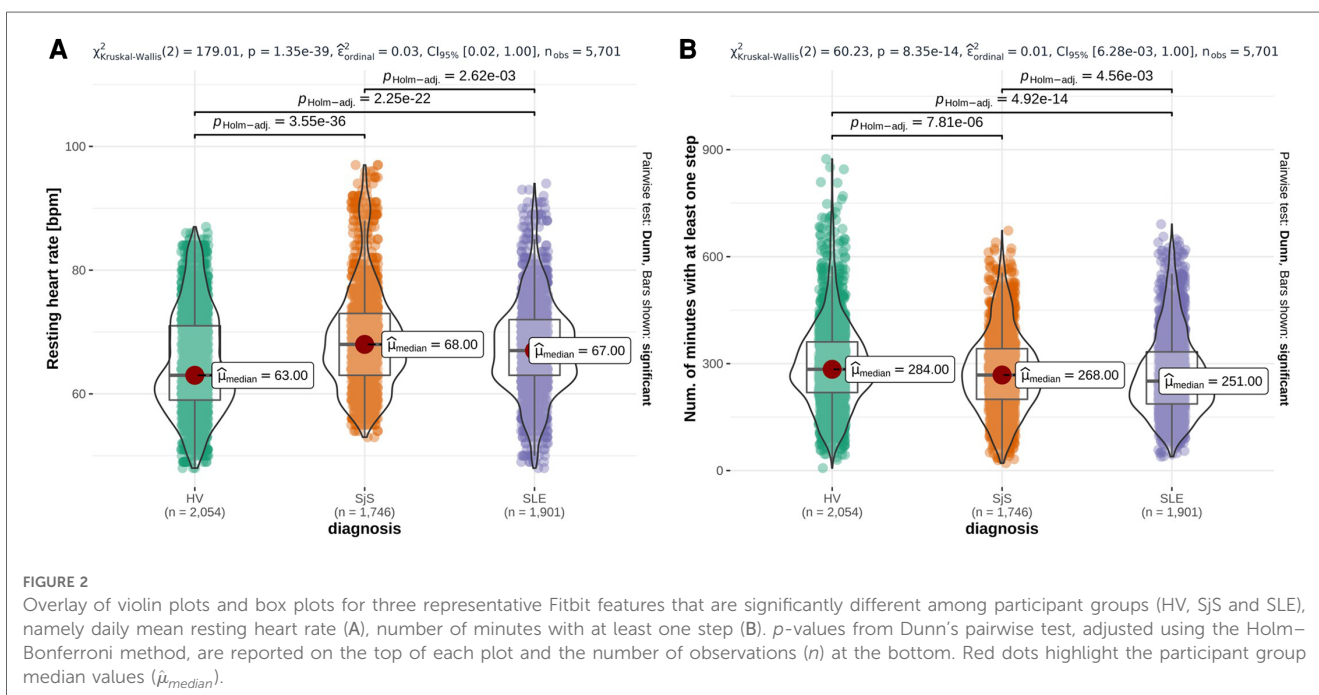 A
χ²Kruskal-Wallis(2) = 179.01, p = 1.35e-39, ε̂²ordinal = 0.03, CI95% [0.02, 1.00], nobs = 5,701
pHolm−adj. = 2.62e-03
pHolm−adj. = 2.25e-22
pHolm−adj. = 3.55e-36
100
80
60
Resting heart rate [bpm]
μ̂median = 63.00
μ̂median = 68.00
μ̂median = 67.00
Pairwise test: Dunn, Bars shown: significant
HV
(n = 2,054)
SjS
(n = 1,746)
SLE
(n = 1,901)
diagnosis
B
χ²Kruskal-Wallis(2) = 60.23, p = 8.35e-14, ε̂²ordinal = 0.01, CI95% [6.28e-03, 1.00], nobs = 5,701
pHolm−adj. = 4.56e-03
pHolm−adj. = 4.92e-14
pHolm−adj. = 7.81e-06
900
600
300
0
Num. of minutes with at least one step
μ̂median = 284.00
μ̂median = 268.00
μ̂median = 251.00
Pairwise test: Dunn, Bars shown: significant
HV
(n = 2,054)
SjS
(n = 1,746)
SLE
(n = 1,901)
diagnosis
FIGURE 2
Overlay of violin plots and box plots for three representative Fitbit features that are significantly different among participant groups (HV, SjS and SLE),
namely daily mean resting heart rate (A), number of minutes with at least one step (B). p-values from Dunn's pairwise test, adjusted using the Holm–
Bonferroni method, are reported on the top of each plot and the number of observations (n) at the bottom. Red dots highlight the participant group
median values (μ̂median).